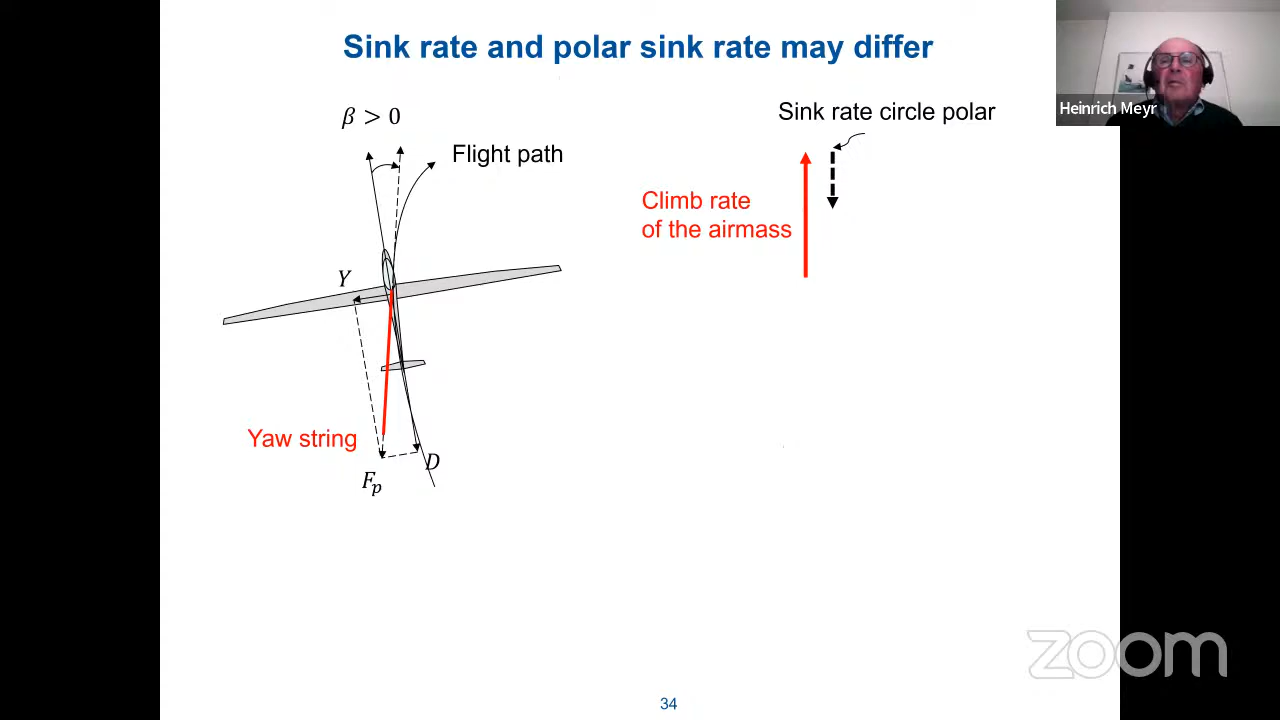 Sink rate and polar sink rate may differ
Heinrich Meyr
β > 0
Flight path
Sink rate circle polar
Climb rate
of the airmass
Y
Yaw string
D
Fₚ
zoom
34